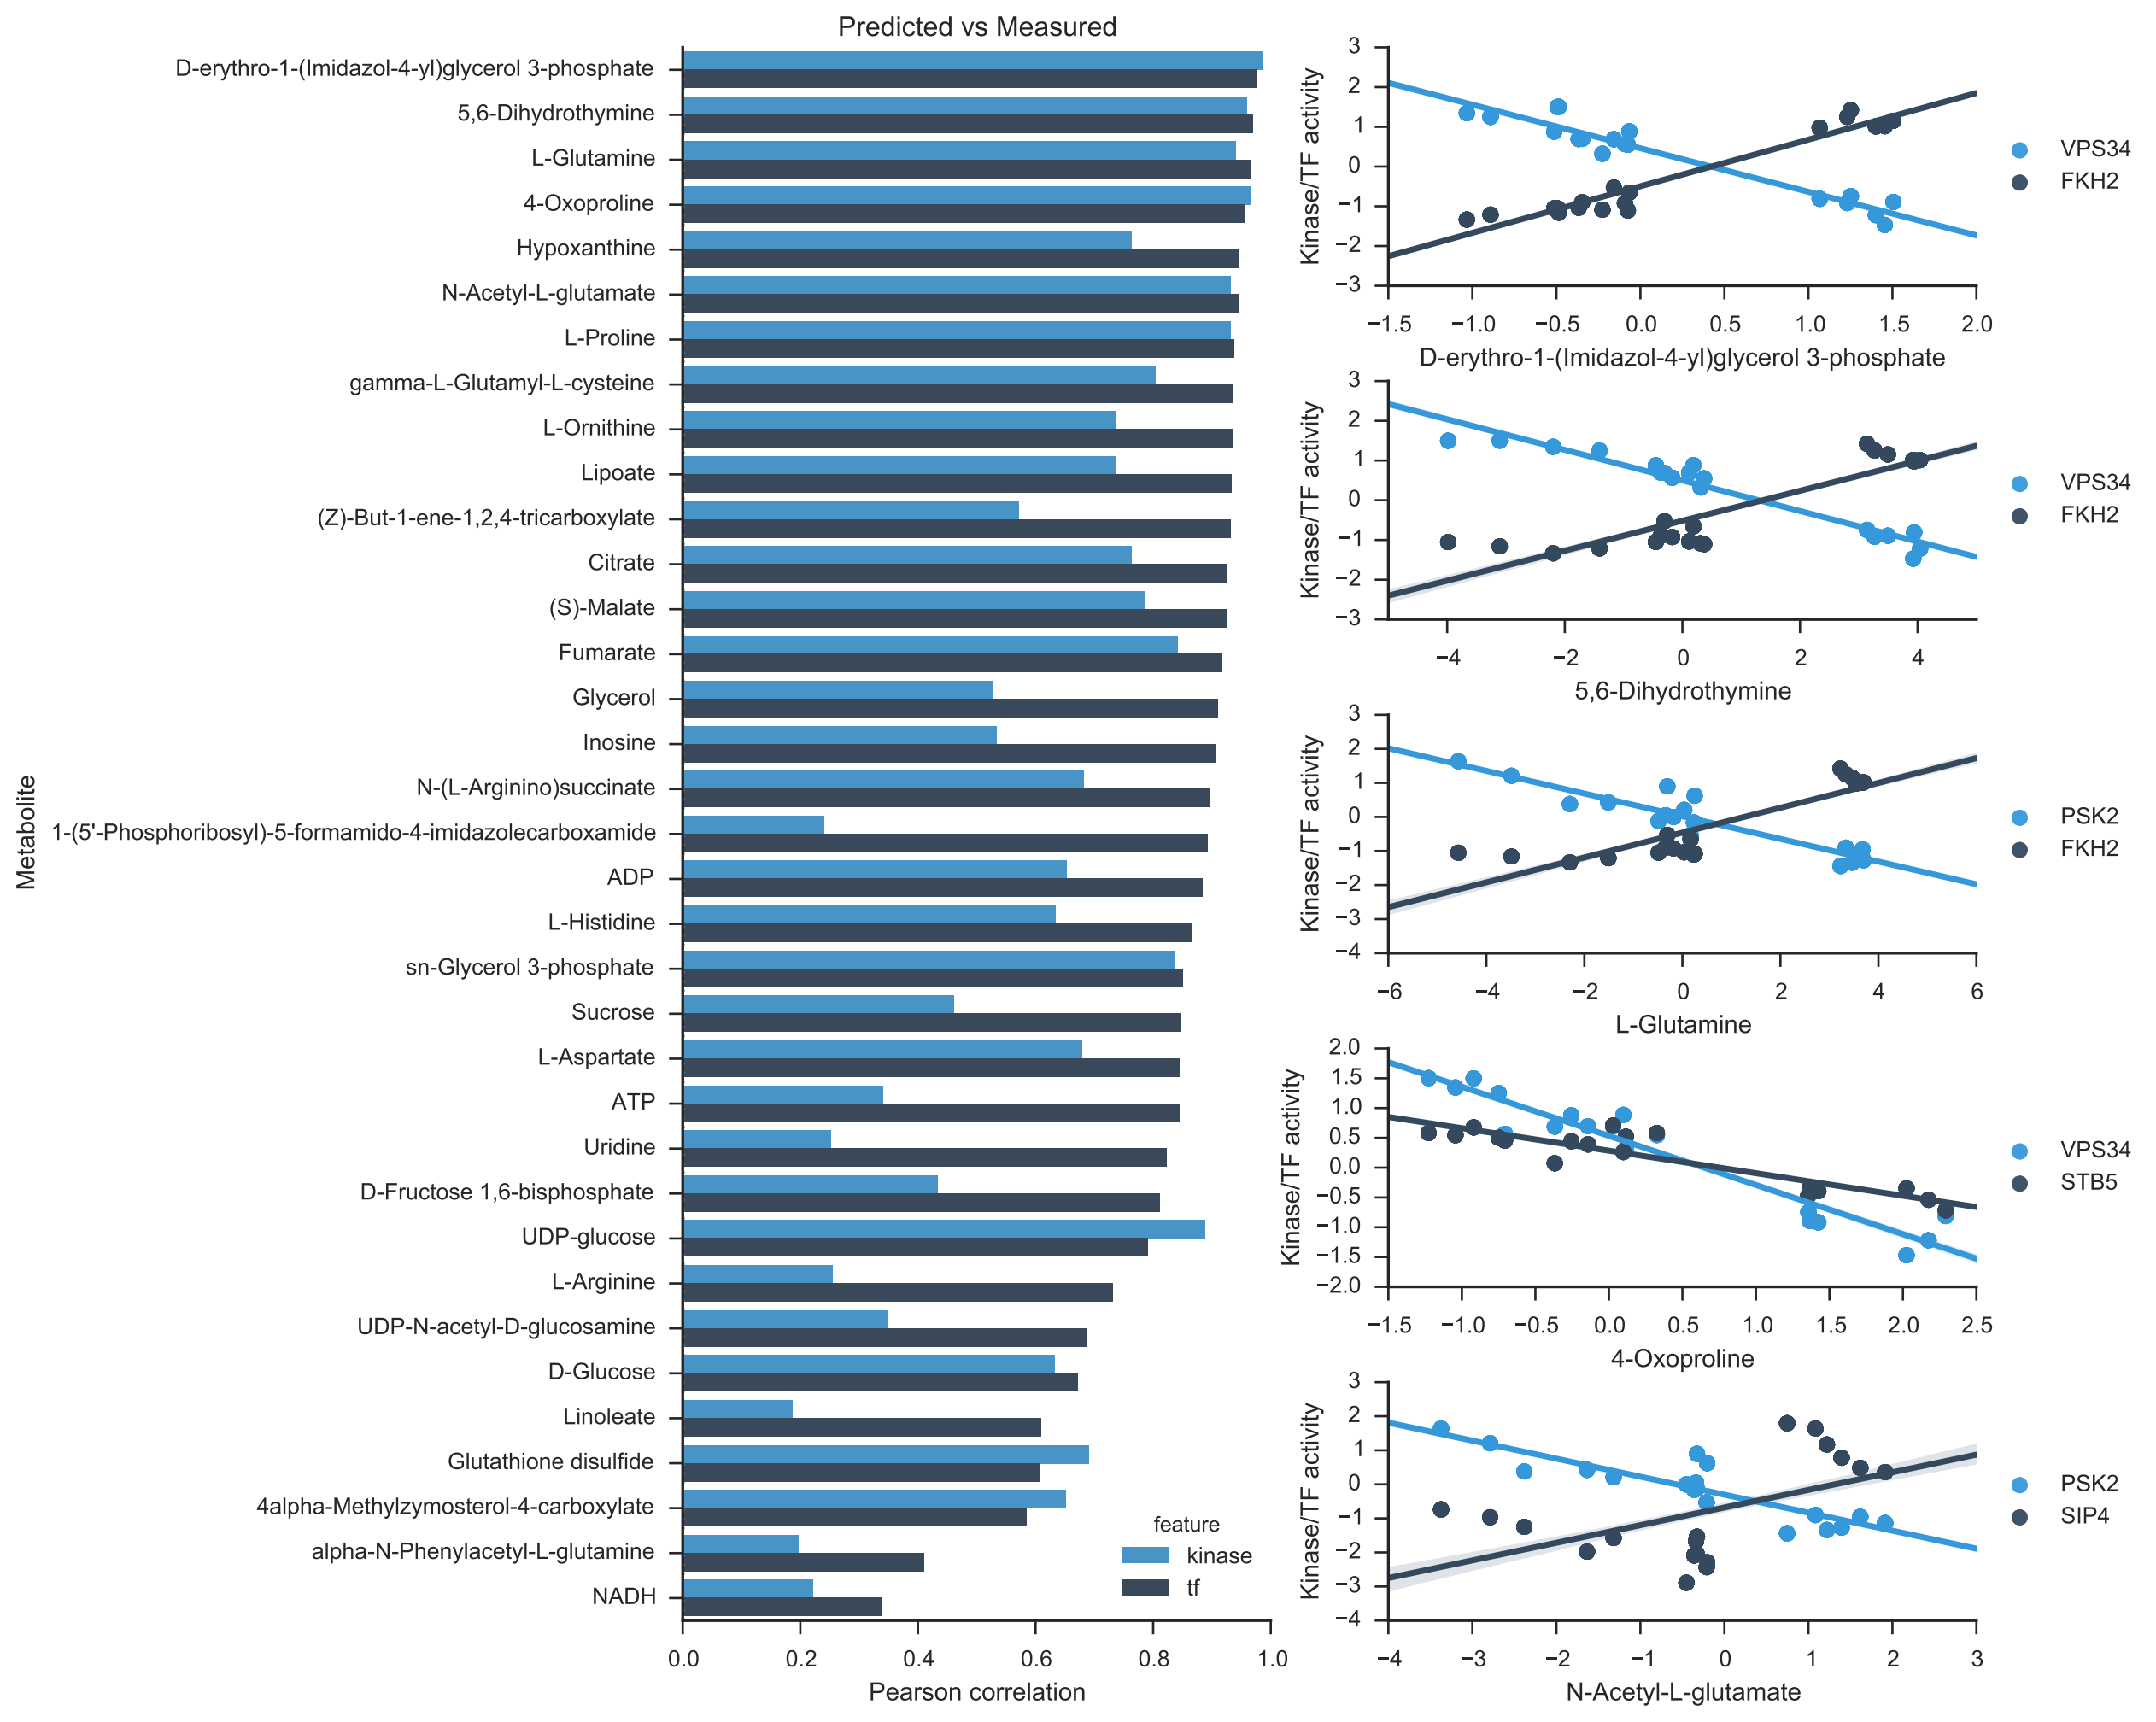 Predicted vs Measured
Metabolite
D-erythro-1-(Imidazol-4-yl)glycerol 3-phosphate
5,6-Dihydrothymine
L-Glutamine
4-Oxoproline
Hypoxanthine
N-Acetyl-L-glutamate
L-Proline
gamma-L-Glutamyl-L-cysteine
L-Ornithine
Lipoate
(Z)-But-1-ene-1,2,4-tricarboxylate
Citrate
(S)-Malate
Fumarate
Glycerol
Inosine
N-(L-Arginino)succinate
1-(5'-Phosphoribosyl)-5-formamido-4-imidazolecarboxamide
ADP
L-Histidine
sn-Glycerol 3-phosphate
Sucrose
L-Aspartate
ATP
Uridine
D-Fructose 1,6-bisphosphate
UDP-glucose
L-Arginine
UDP-N-acetyl-D-glucosamine
D-Glucose
Linoleate
Glutathione disulfide
4alpha-Methylzymosterol-4-carboxylate
alpha-N-Phenylacetyl-L-glutamine
NADH
feature
kinase
tf
0.0 0.2 0.4 0.6 0.8 1.0
Pearson correlation
Kinase/TF activity
3
2
1
0
−1
−2
−3
−1.5 −1.0 −0.5 0.0 0.5 1.0 1.5 2.0
D-erythro-1-(Imidazol-4-yl)glycerol 3-phosphate
VPS34
FKH2
Kinase/TF activity
3
2
1
0
−1
−2
−3
−4 −2 0 2 4
5,6-Dihydrothymine
VPS34
FKH2
Kinase/TF activity
3
2
1
0
−1
−2
−3
−4
−6 −4 −2 0 2 4 6
L-Glutamine
PSK2
FKH2
Kinase/TF activity
2.0
1.5
1.0
0.5
0.0
−0.5
−1.0
−1.5
−2.0
−1.5 −1.0 −0.5 0.0 0.5 1.0 1.5 2.0 2.5
4-Oxoproline
VPS34
STB5
Kinase/TF activity
3
2
1
0
−1
−2
−3
−4
−4 −3 −2 −1 0 1 2 3
N-Acetyl-L-glutamate
PSK2
SIP4